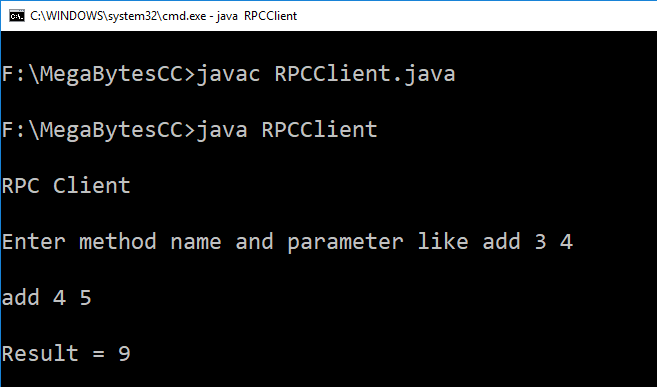 C:\WINDOWS\system32\cmd.exe - java  RPCClient
F:\MegaBytesCC>javac RPCClient.java
F:\MegaBytesCC>java RPCClient
RPC Client
Enter method name and parameter like add 3 4
add 4 5
Result = 9